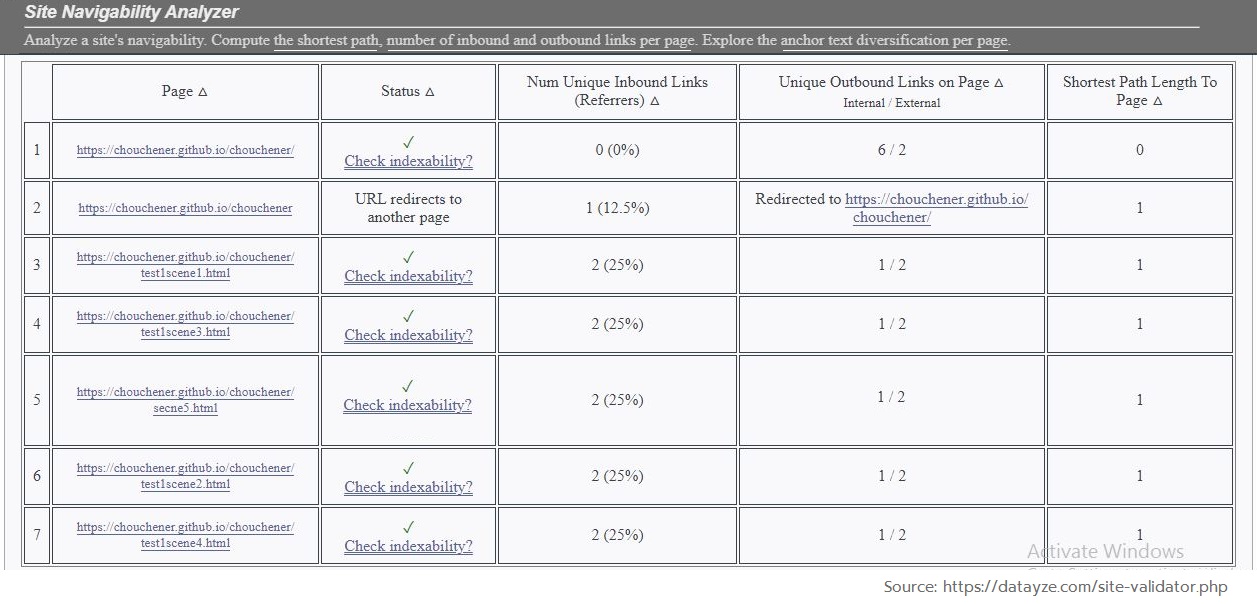 Site Navigability Analyzer
Analyze a site's navigability. Compute the shortest path, number of inbound and outbound links per page. Explore the anchor text diversification per page.
Page △
Status △
Num Unique Inbound Links
(Referrers) △
Unique Outbound Links on Page △
Internal / External
Shortest Path Length To
Page △
1
https://chouchener.github.io/chouchener/
✓
Check indexability?
0 (0%)
6 / 2
0
2
https://chouchener.github.io/chouchener
URL redirects to
another page
1 (12.5%)
Redirected to https://chouchener.github.io/
chouchener/
1
3
https://chouchener.github.io/chouchener/
test1scene1.html
✓
Check indexability?
2 (25%)
1 / 2
1
4
https://chouchener.github.io/chouchener/
test1scene3.html
✓
Check indexability?
2 (25%)
1 / 2
1
5
https://chouchener.github.io/chouchener/
secne5.html
✓
Check indexability?
2 (25%)
1 / 2
1
6
https://chouchener.github.io/chouchener/
test1scene2.html
✓
Check indexability?
2 (25%)
1 / 2
1
7
https://chouchener.github.io/chouchener/
test1scene4.html
✓
Check indexability?
2 (25%)
1 / 2
1
Activate Windows
Source: https://datayze.com/site-validator.php